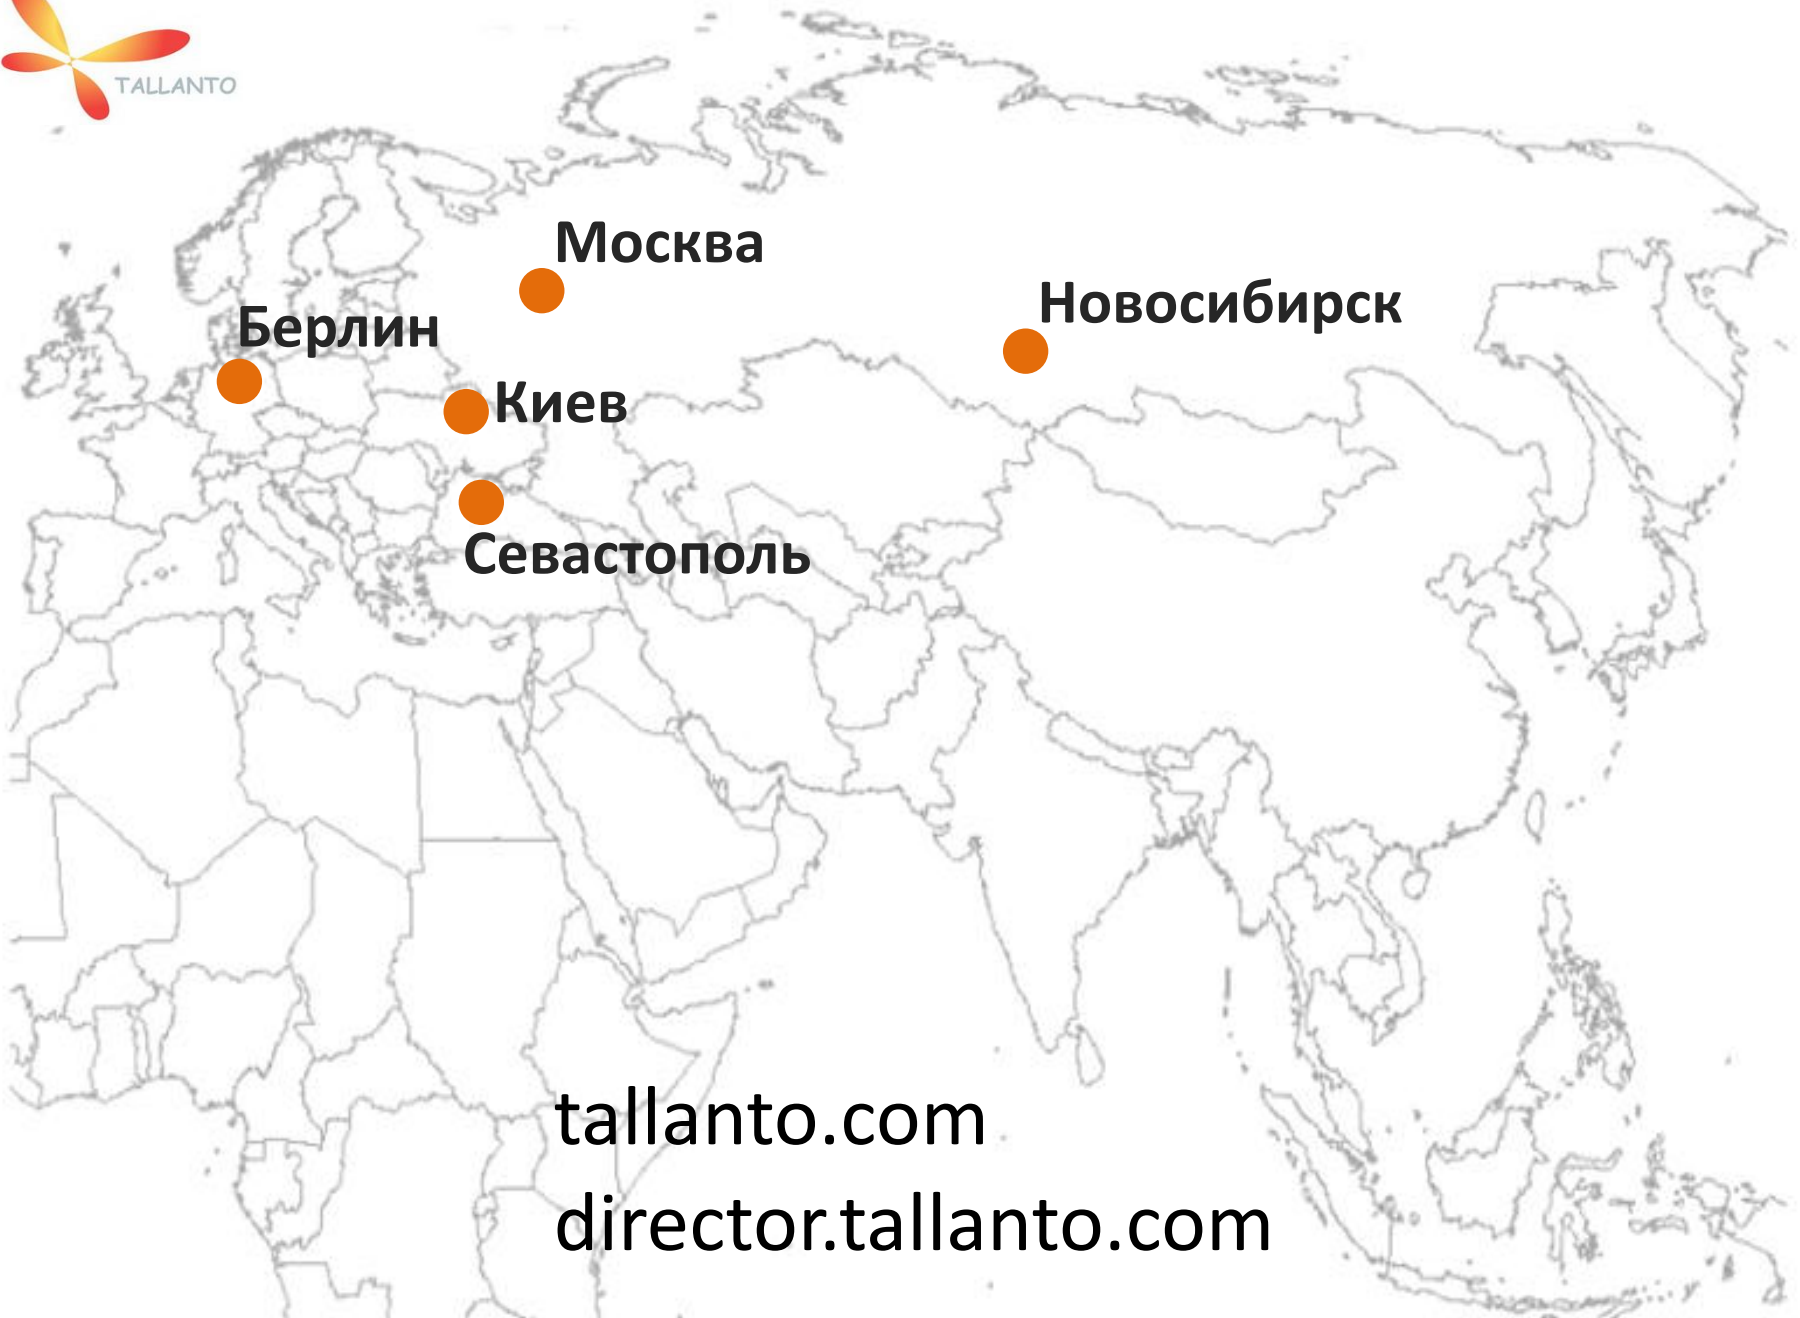 TALLANTO
Москва
Новосибирск
Берлин
Киев
Севастополь
tallanto.com
director.tallanto.com